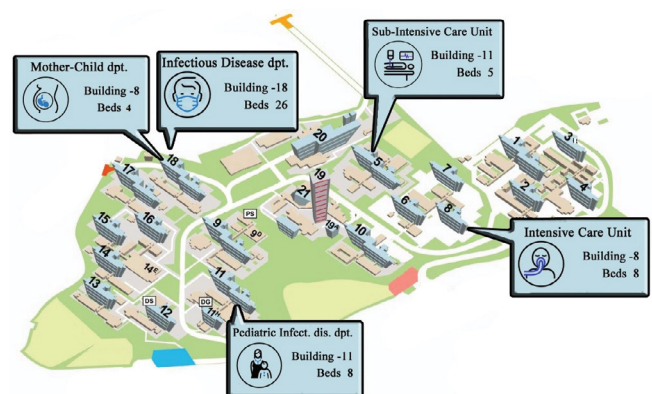 Mother-Child dpt.
Building -8
Beds 4
Infectious Disease dpt.
Building -18
Beds 26
Sub-Intensive Care Unit
Building -11
Beds 5
Intensive Care Unit
Building -8
Beds 8
Pediatric Infect. dis. dpt.
Building -11
Beds 8
1
2
3
4
5
6
7
8
9
9D
10
11
11H
12
13
14
14E
15
16
17
18
19
20
21
PS
DS
DG